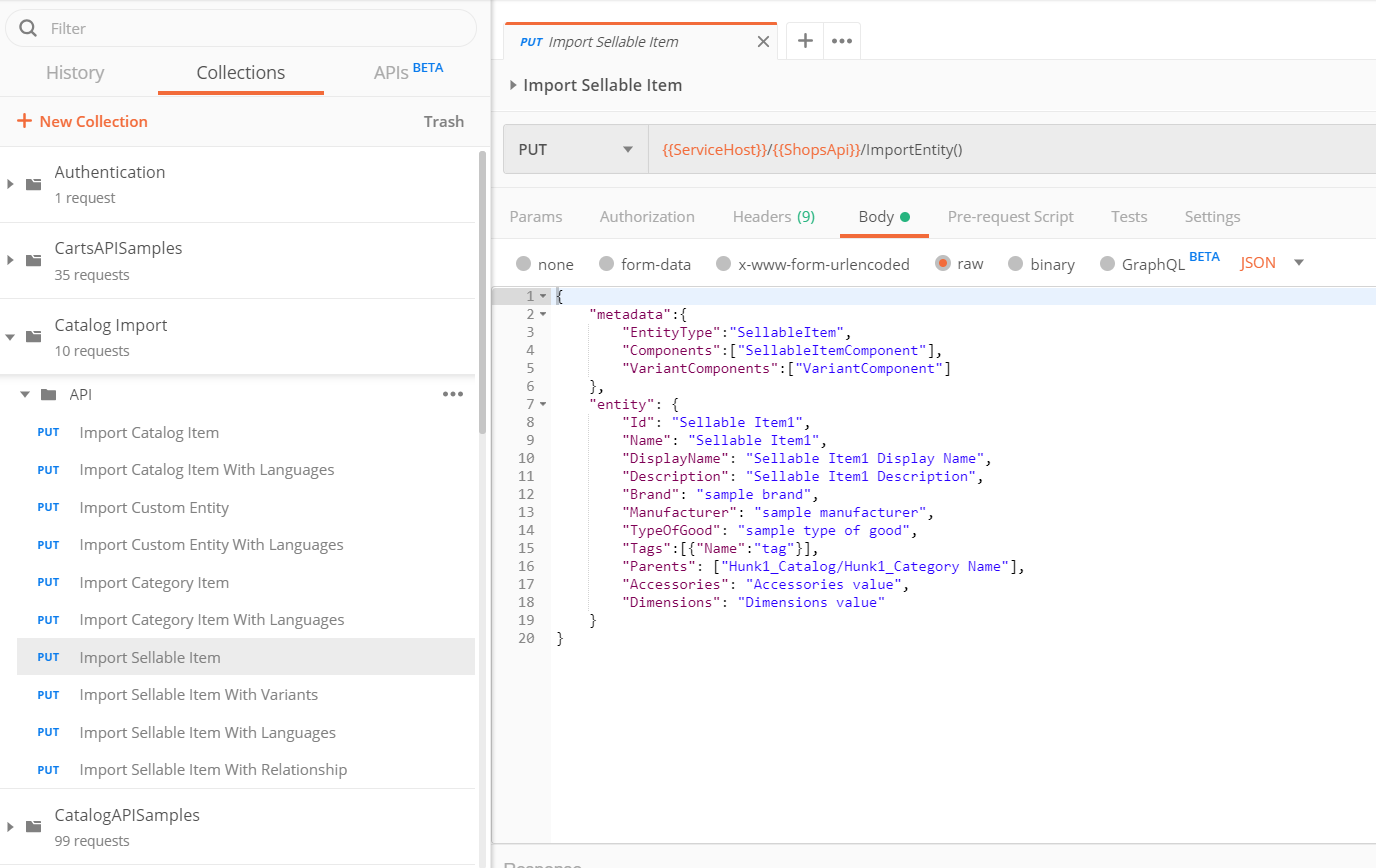 Filter
History Collections APIs BETA
+ New Collection Trash
Authentication
1 request
CartsAPISamples
35 requests
Catalog Import
10 requests
API
PUT Import Catalog Item
PUT Import Catalog Item With Languages
PUT Import Custom Entity
PUT Import Custom Entity With Languages
PUT Import Category Item
PUT Import Category Item With Languages
PUT Import Sellable Item
PUT Import Sellable Item With Variants
PUT Import Sellable Item With Languages
PUT Import Sellable Item With Relationship
CatalogAPISamples
99 requests
PUT Import Sellable Item
Import Sellable Item
PUT {{ServiceHost}}/{{ShopsApi}}/ImportEntity()
Params Authorization Headers (9) Body Pre-request Script Tests Settings
none form-data x-www-form-urlencoded raw binary GraphQL BETA JSON
1 {
2 "metadata":{
3 "EntityType":"SellableItem",
4 "Components":["SellableItemComponent"],
5 "VariantComponents":["VariantComponent"]
6 },
7 "entity": {
8 "Id": "Sellable Item1",
9 "Name": "Sellable Item1",
10 "DisplayName": "Sellable Item1 Display Name",
11 "Description": "Sellable Item1 Description",
12 "Brand": "sample brand",
13 "Manufacturer": "sample manufacturer",
14 "TypeOfGood": "sample type of good",
15 "Tags":[{"Name":"tag"}],
16 "Parents": ["Hunk1_Catalog/Hunk1_Category Name"],
17 "Accessories": "Accessories value",
18 "Dimensions": "Dimensions value"
19 }
20 }
Response